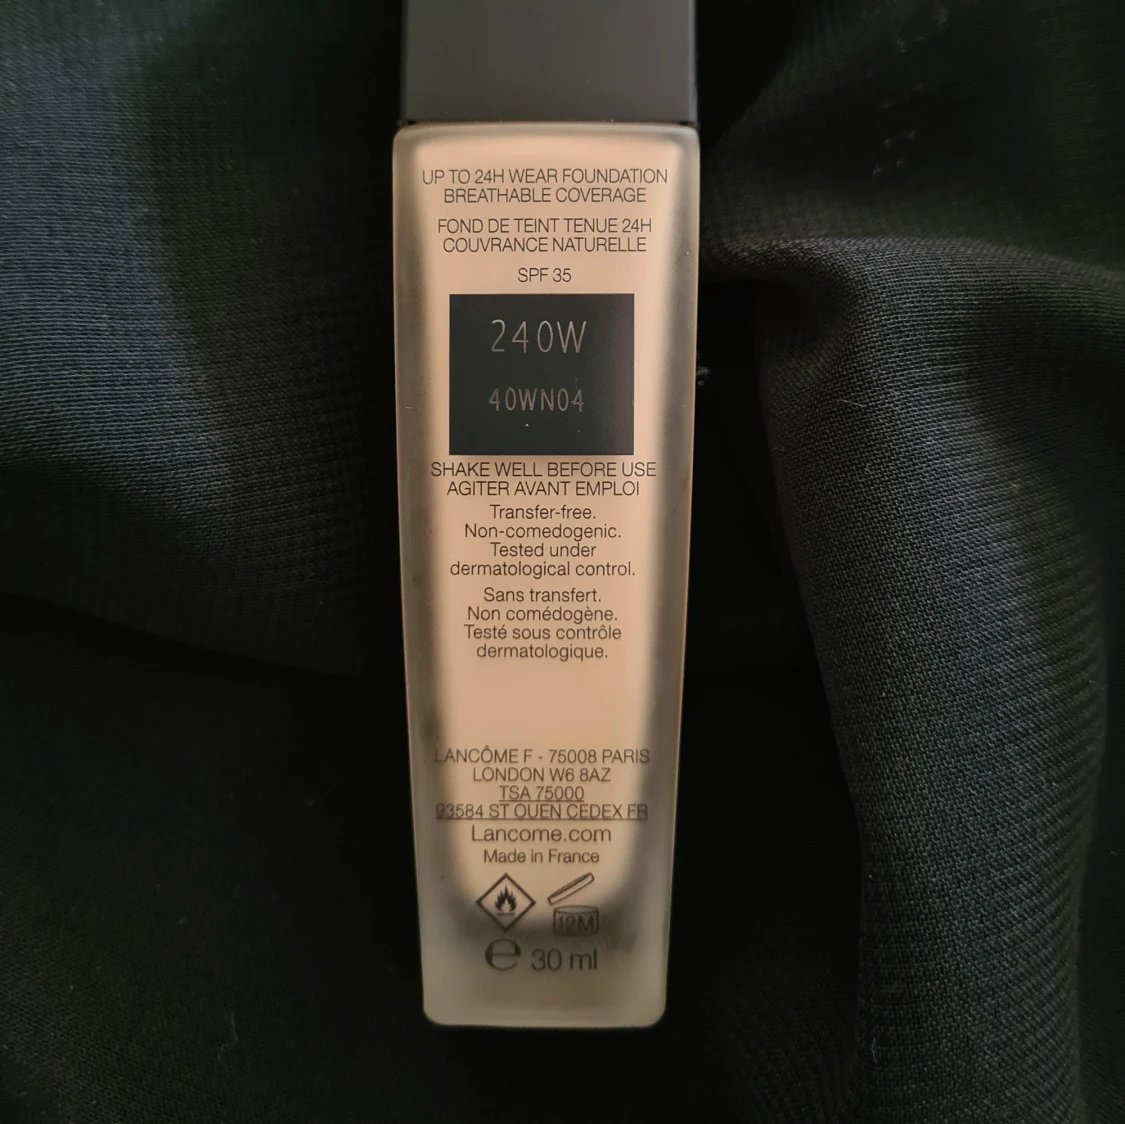 UP TO 24H WEAR FOUNDATION
BREATHABLE COVERAGE
FOND DE TEINT TENUE 24H
COUVRANCE NATURELLE
SPF 35
240W
40WN04
SHAKE WELL BEFORE USE
AGITER AVANT EMPLOI
Transfer-free.
Non-comedogenic.
Tested under
dermatological control.
Sans transfert.
Non comédogène.
Testé sous contrôle
dermatologique.
LANCÔME F - 75008 PARIS
LONDON W6 8AZ
TSA 75000
93584 ST OUEN CEDEX FR
Lancome.com
Made in France
12M
℮ 30 ml